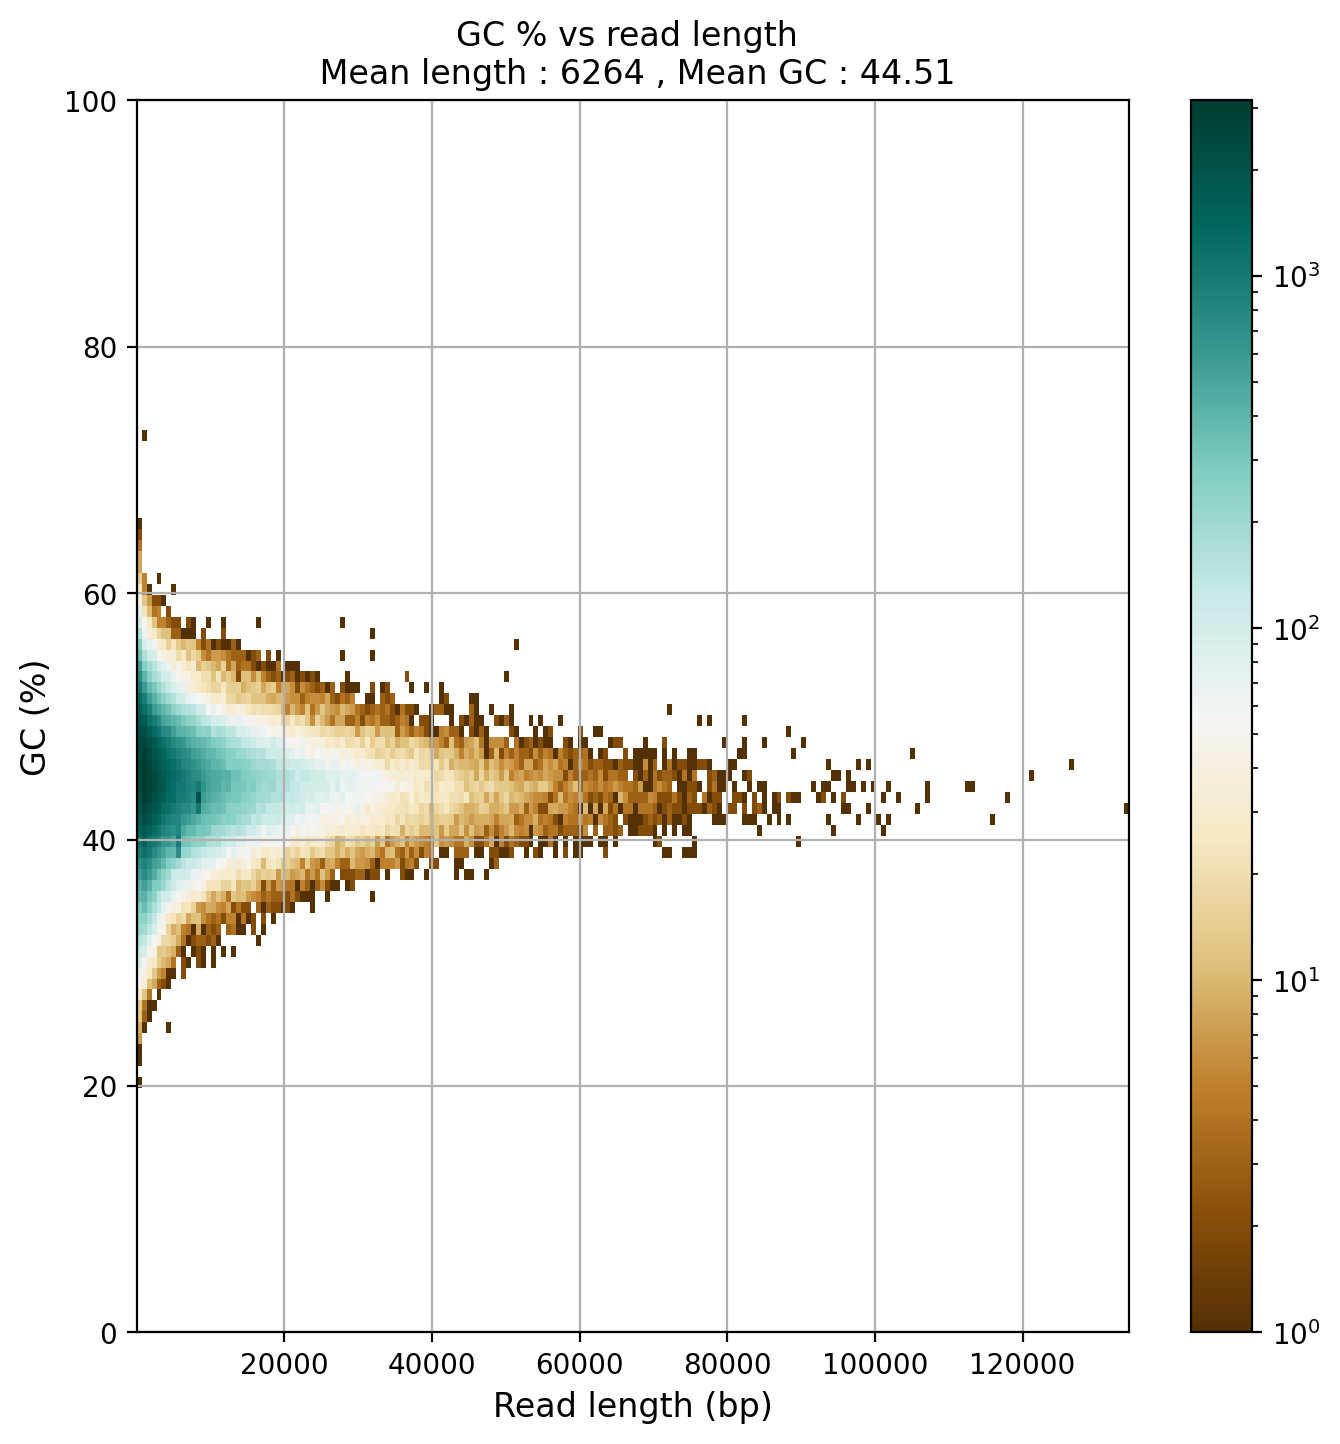 GC % vs read length
Mean length : 6264 , Mean GC : 44.51
100
80
60
40
20
0
GC (%)
20000 40000 60000 80000 100000 120000
Read length (bp)
10³
10²
10¹
10⁰